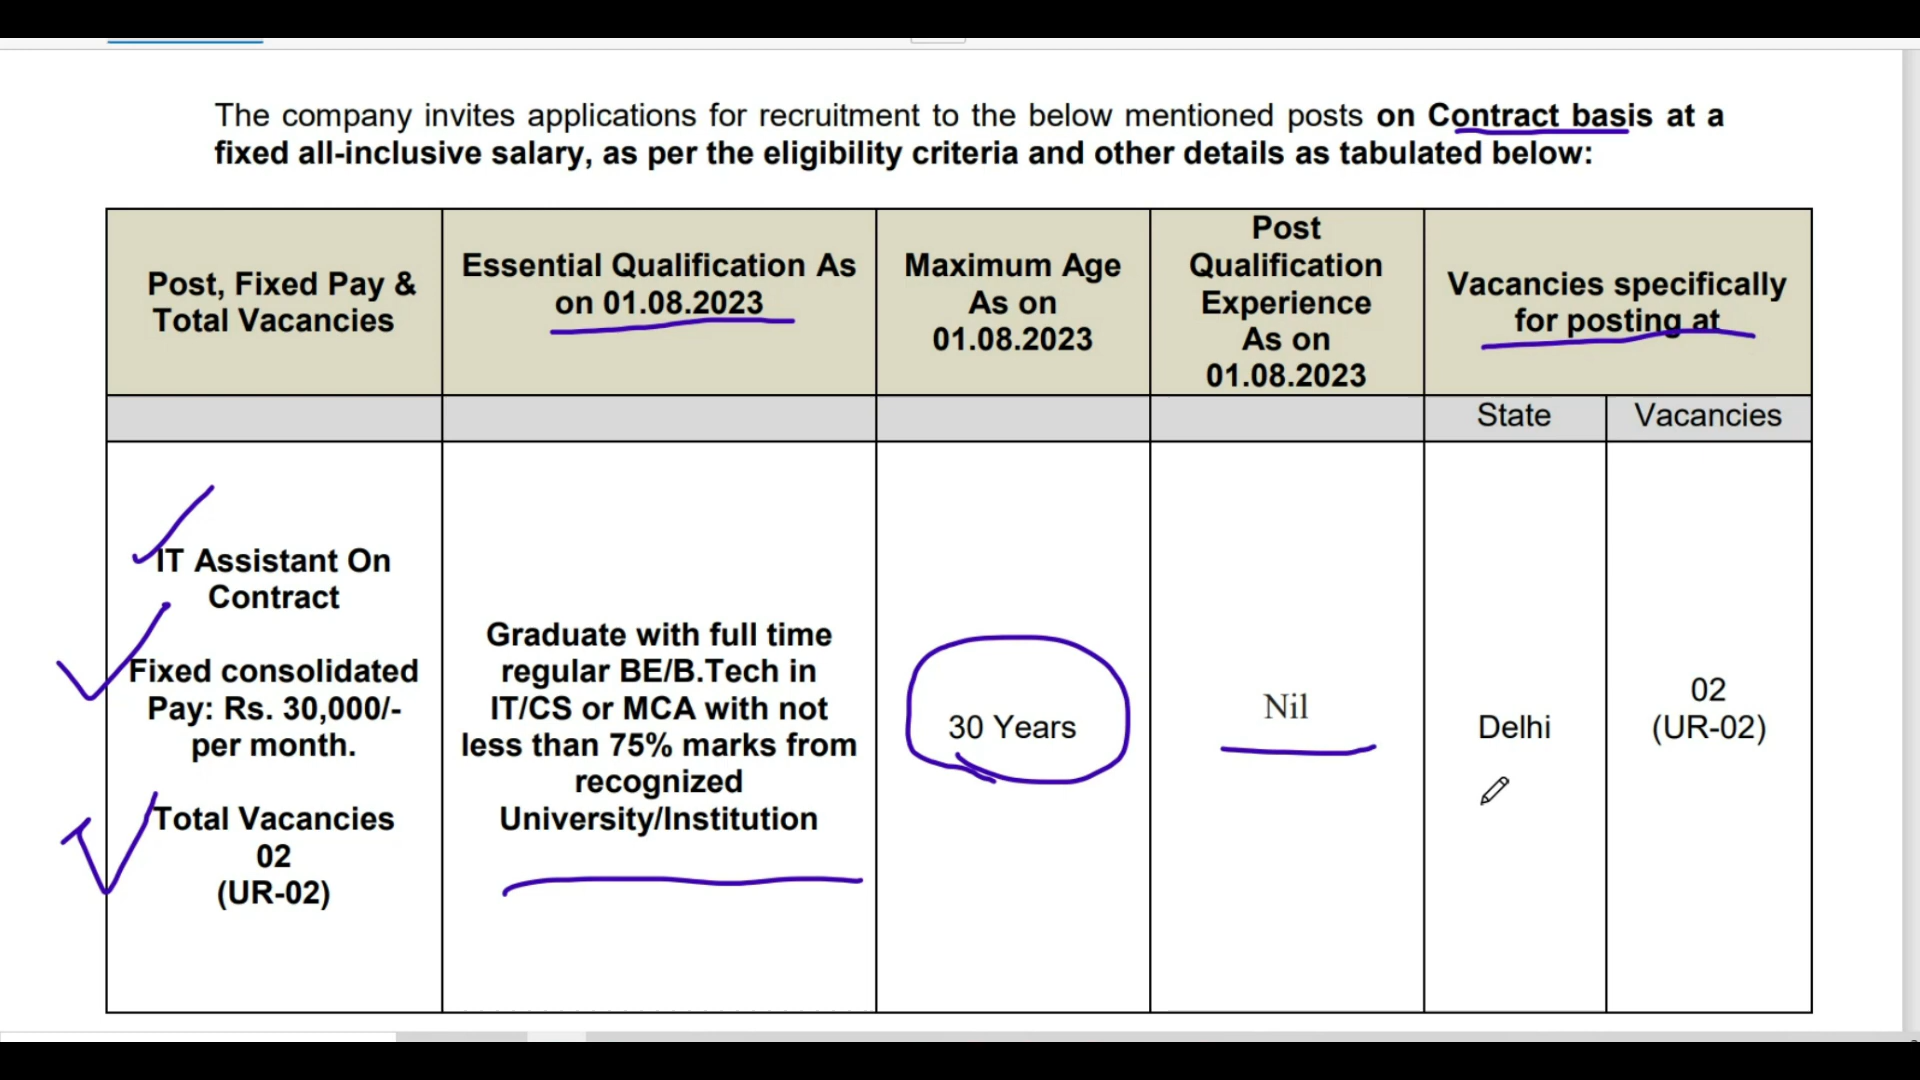 The company invites applications for recruitment to the below mentioned posts on Contract basis at a
fixed all-inclusive salary, as per the eligibility criteria and other details as tabulated below:
Post, Fixed Pay &
Total Vacancies
Essential Qualification As
on 01.08.2023
Maximum Age
As on
01.08.2023
Post
Qualification
Experience
As on
01.08.2023
Vacancies specifically
for posting at
State
Vacancies
IT Assistant On
Contract
Fixed consolidated
Pay: Rs. 30,000/-
per month.
Total Vacancies
02
(UR-02)
Graduate with full time
regular BE/B.Tech in
IT/CS or MCA with not
less than 75% marks from
recognized
University/Institution
30 Years
Nil
Delhi
02
(UR-02)